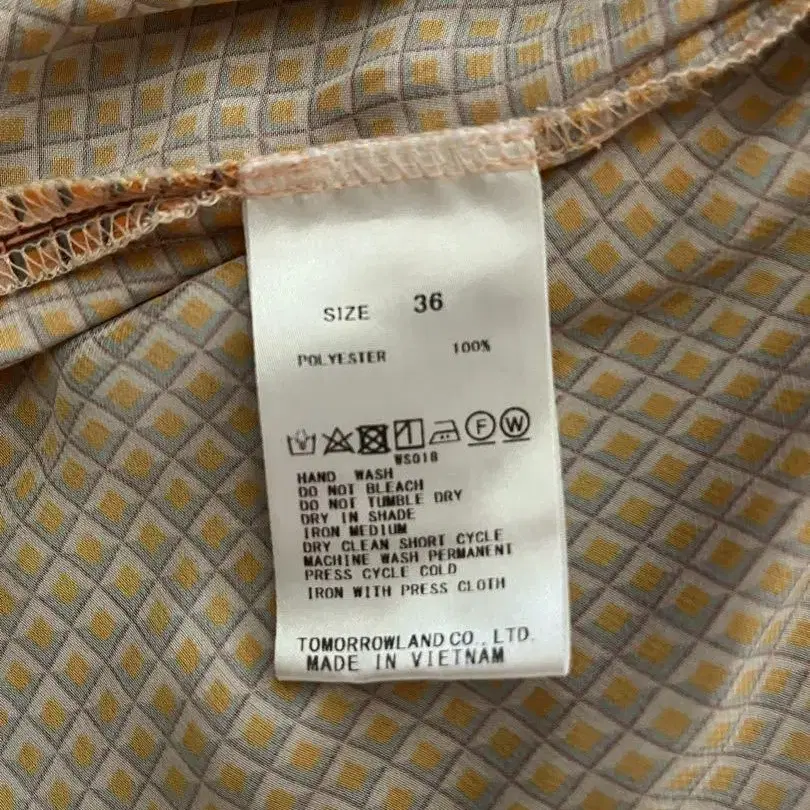 SIZE 36
POLYESTER 100%
F W
WS018
HAND WASH
DO NOT BLEACH
DO NOT TUMBLE DRY
DRY IN SHADE
IRON MEDIUM
DRY CLEAN SHORT CYCLE
MACHINE WASH PERMANENT
PRESS CYCLE COLD
IRON WITH PRESS CLOTH
TOMORROWLAND CO., LTD.
MADE IN VIETNAM